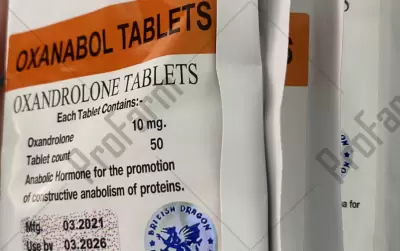 OXANABOL TABLETS
OXANDROLONE TABLETS
Each Tablet Contains:-
Oxandrolone 10 mg.
Tablet count 50
Anabolic Hormone for the promotion
of constructive anabolism of proteins.
Mfg. 03.2021
Use by 03.2026
BRITISH DRAGON
ProFarm
S
a for